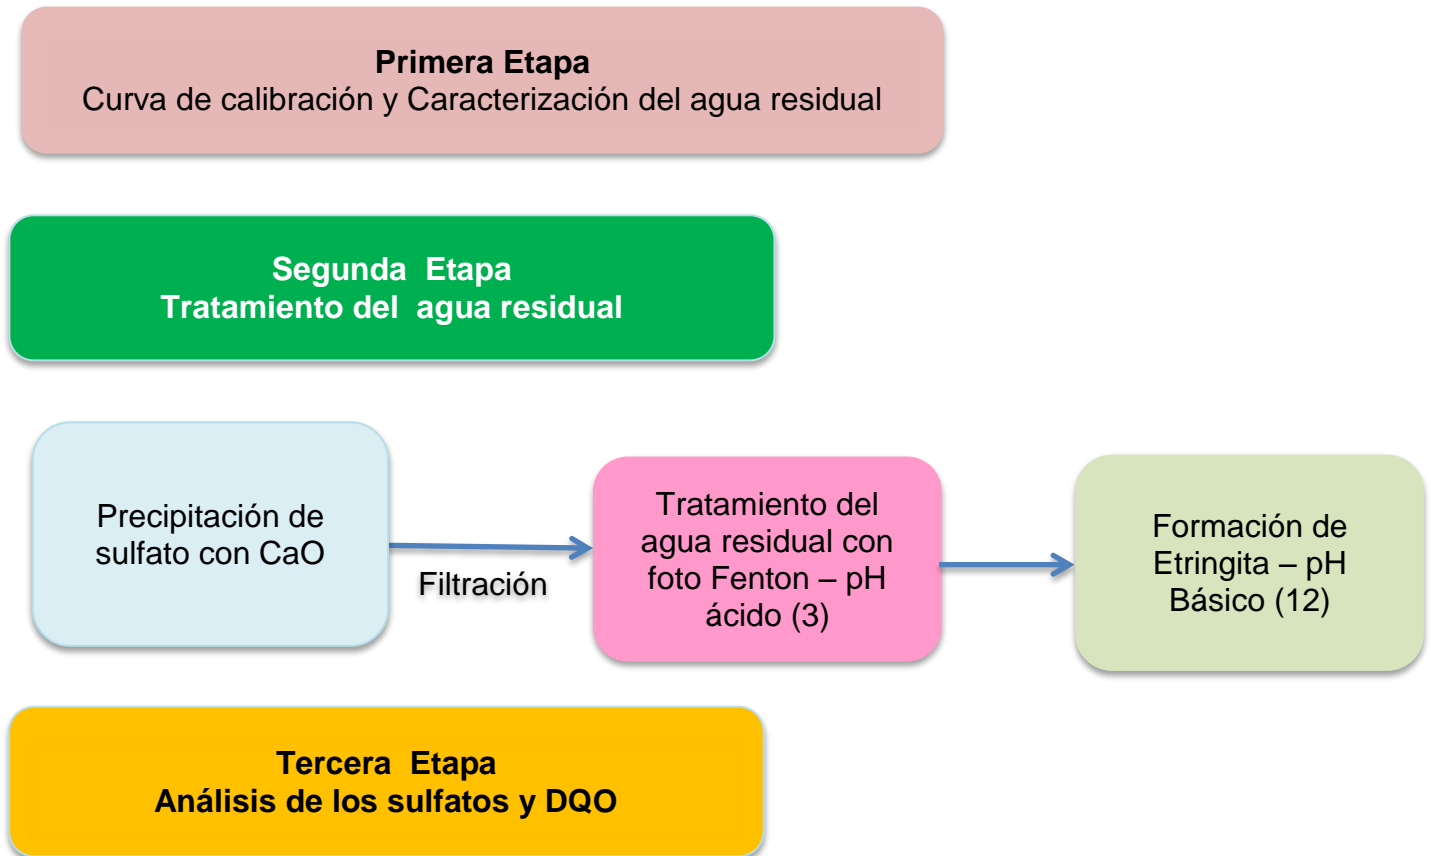 Primera Etapa
Curva de calibración y Caracterización del agua residual
Segunda Etapa
Tratamiento del agua residual
Precipitación de
sulfato con CaO
Filtración
Tratamiento del
agua residual con
foto Fenton – pH
ácido (3)
Formación de
Etringita – pH
Básico (12)
Tercera Etapa
Análisis de los sulfatos y DQO